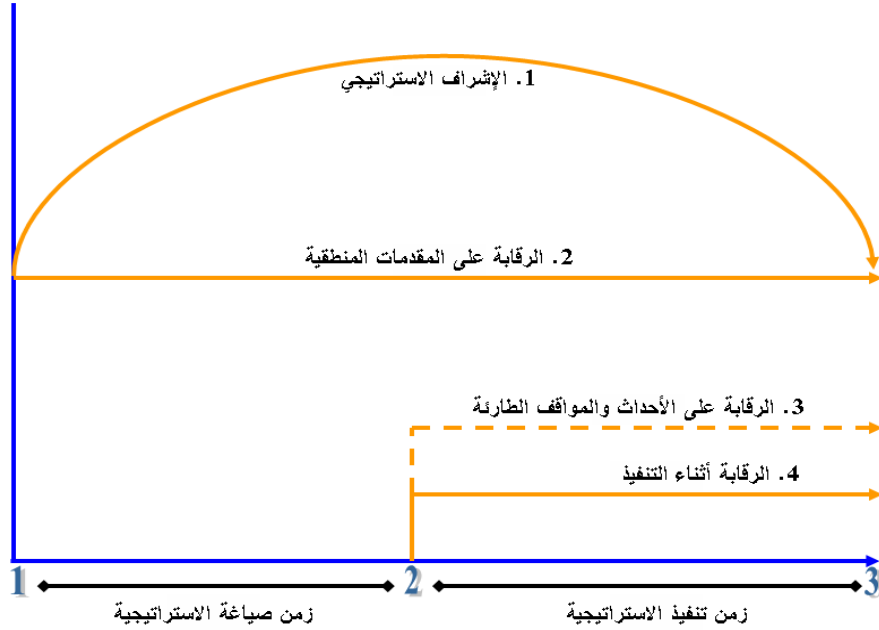 1. الإشراف الاستراتيجي
2. الرقابة على المقدمات المنطقية
3. الرقابة على الأحداث والمواقف الطارئة
4. الرقابة أثناء التنفيذ
1 2 3
زمن صياغة الاستراتيجية زمن تنفيذ الاستراتيجية